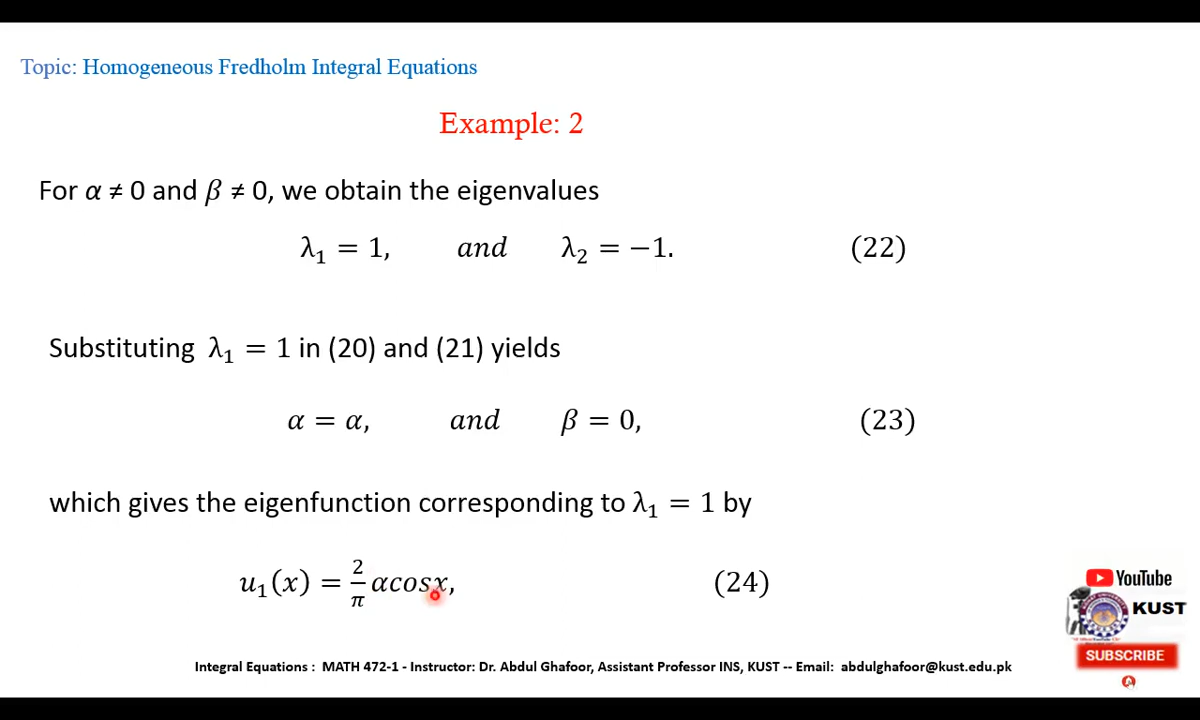 Topic: Homogeneous Fredholm Integral Equations
Example: 2
For α ≠ 0 and β ≠ 0, we obtain the eigenvalues
λ₁ = 1, and λ₂ = −1. (22)
Substituting λ₁ = 1 in (20) and (21) yields
α = α, and β = 0, (23)
which gives the eigenfunction corresponding to λ₁ = 1 by
u₁(x) = 2/π αcosx, (24)
YouTube
KUST
SUBSCRIBE
Integral Equations : MATH 472-1 - Instructor: Dr. Abdul Ghafoor, Assistant Professor INS, KUST -- Email: abdulghafoor@kust.edu.pk